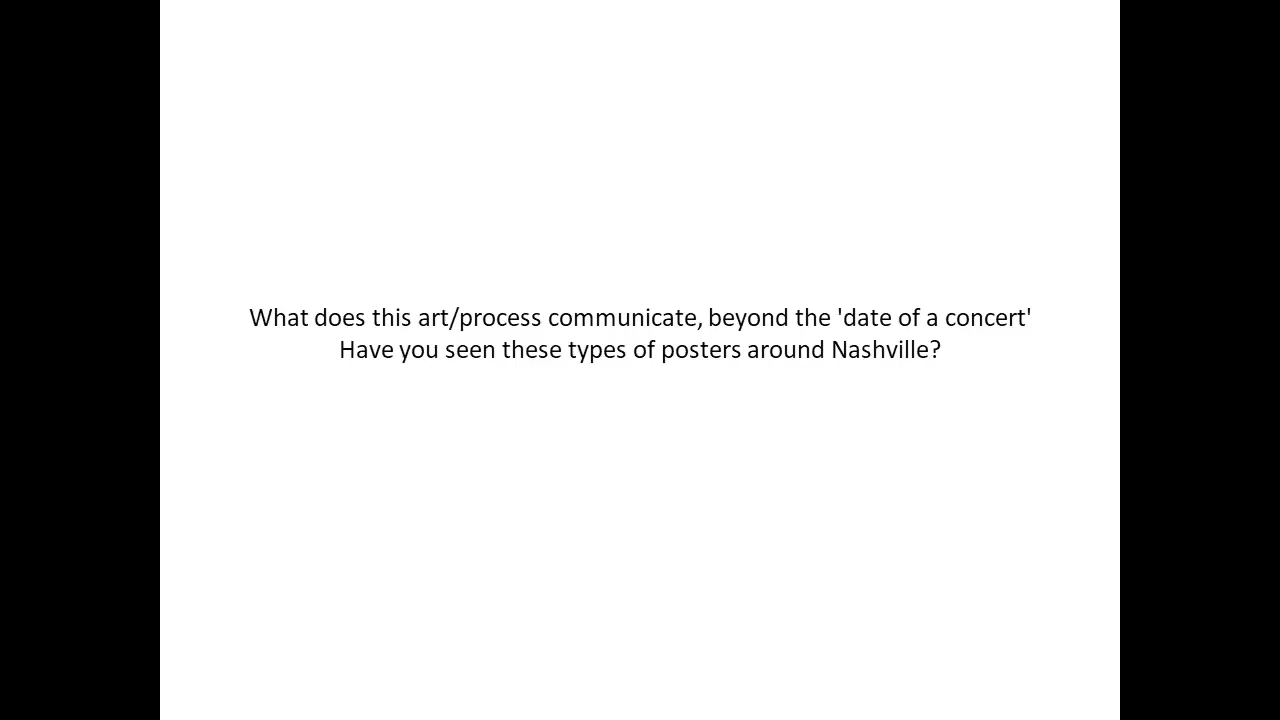 What does this art/process communicate, beyond the 'date of a concert'
Have you seen these types of posters around Nashville?